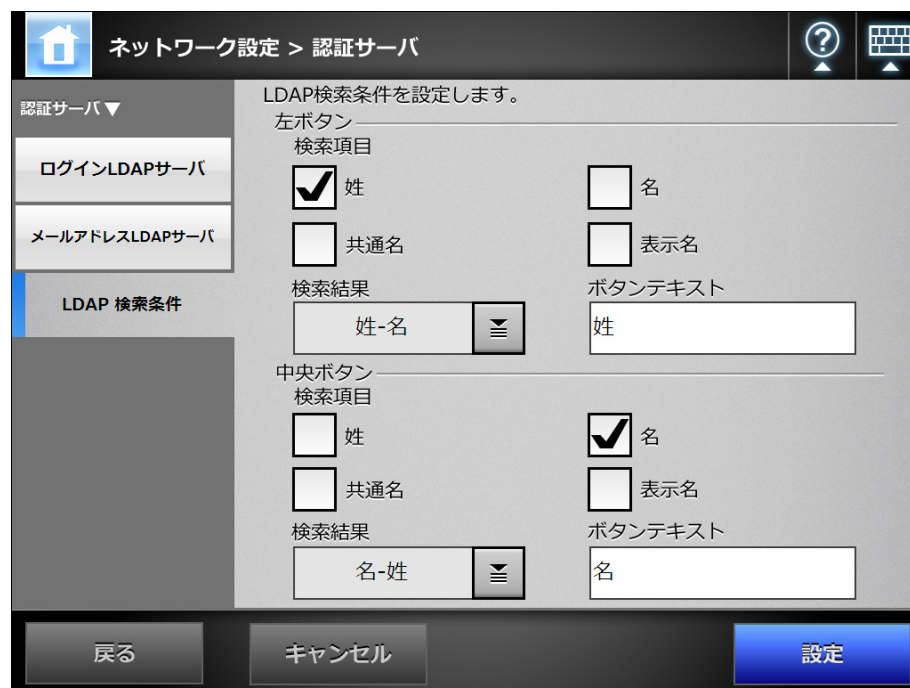 ネットワーク設定 > 認証サーバ
認証サーバ▼
ログインLDAPサーバ
メールアドレスLDAPサーバ
LDAP 検索条件
LDAP検索条件を設定します。
左ボタン
検索項目
姓 名
共通名 表示名
検索結果 ボタンテキスト
姓-名 姓
中央ボタン
検索項目
姓 名
共通名 表示名
検索結果 ボタンテキスト
名-姓 名
戻る キャンセル 設定